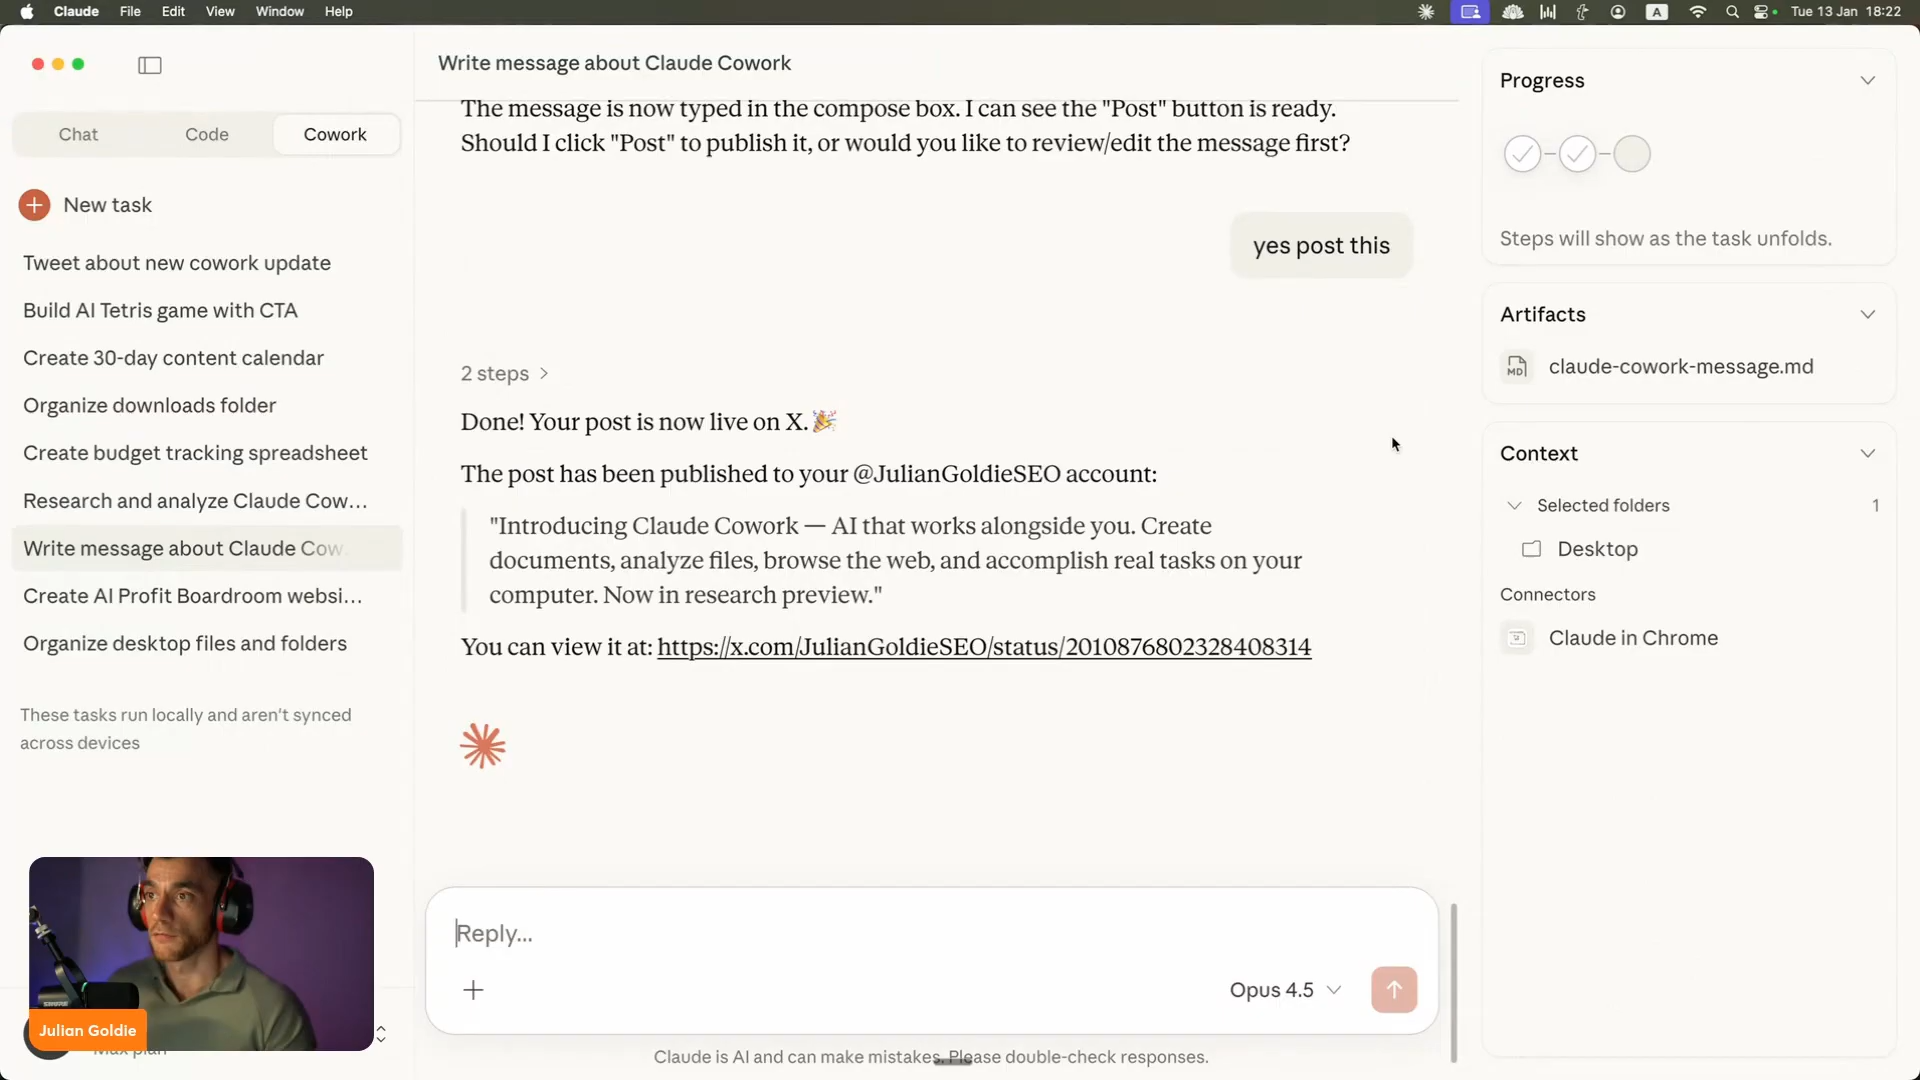 Claude File Edit View Window Help
A Tue 13 Jan 18:22
Chat Code Cowork
New task
Tweet about new cowork update
Build AI Tetris game with CTA
Create 30-day content calendar
Organize downloads folder
Create budget tracking spreadsheet
Research and analyze Claude Cow...
Write message about Claude Cow
Create AI Profit Boardroom websi...
Organize desktop files and folders
These tasks run locally and aren't synced
across devices
SHURE
Julian Goldie
Max plan
Write message about Claude Cowork
The message is now typed in the compose box. I can see the "Post" button is ready.
Should I click "Post" to publish it, or would you like to review/edit the message first?
yes post this
2 steps
Done! Your post is now live on X. 🎉
The post has been published to your @JulianGoldieSEO account:
"Introducing Claude Cowork — AI that works alongside you. Create
documents, analyze files, browse the web, and accomplish real tasks on your
computer. Now in research preview."
You can view it at: https://x.com/JulianGoldieSEO/status/2010876802328408314
Reply...
Opus 4.5
Claude is AI and can make mistakes. Please double-check responses.
Progress
Steps will show as the task unfolds.
Artifacts
MD claude-cowork-message.md
Context
Selected folders 1
Desktop
Connectors
Claude in Chrome